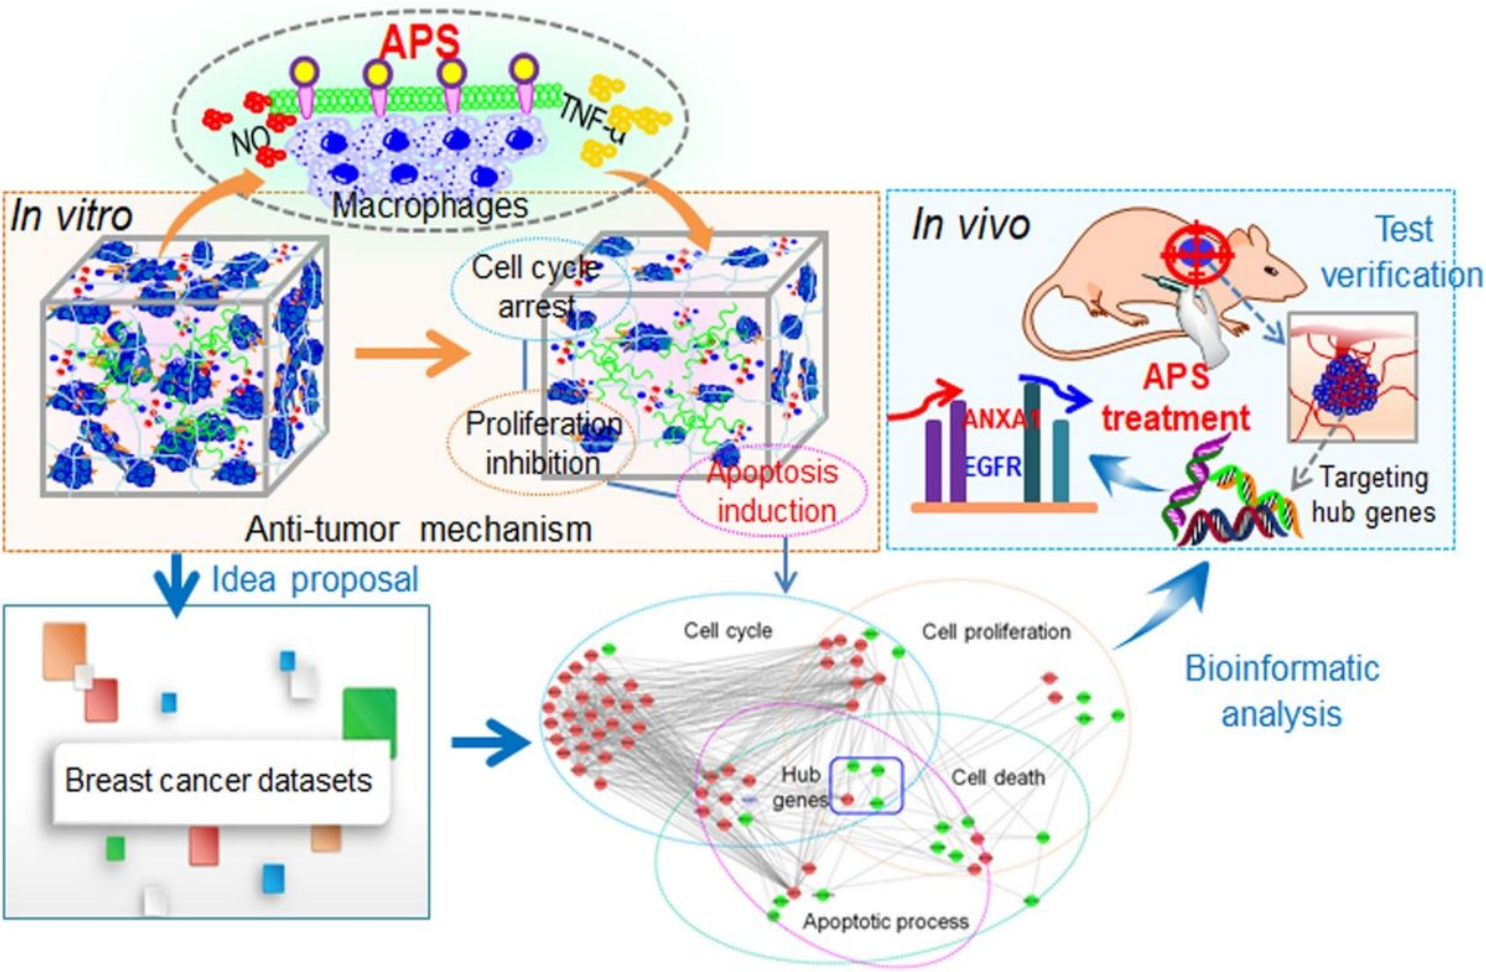 APS
NO
TNF-α
Macrophages
In vitro
Cell cycle
arrest
Proliferation
inhibition
Apoptosis
induction
Anti-tumor mechanism
In vivo
Test
verification
APS
treatment
ANXA1
EGFR
Targeting
hub genes
Idea proposal
Breast cancer datasets
Cell cycle
Cell proliferation
Hub
genes
Cell death
Apoptotic process
Bioinformatic
analysis